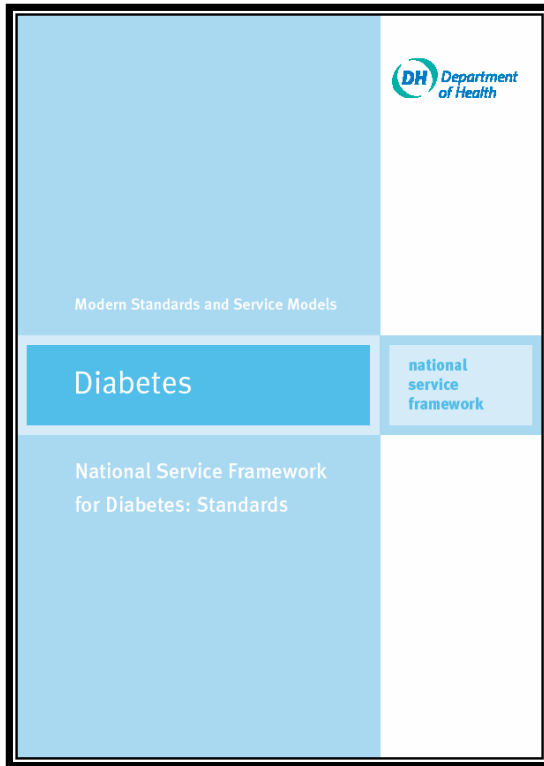 DH Department
of Health
Modern Standards and Service Models
Diabetes
national
service
framework
National Service Framework
for Diabetes: Standards